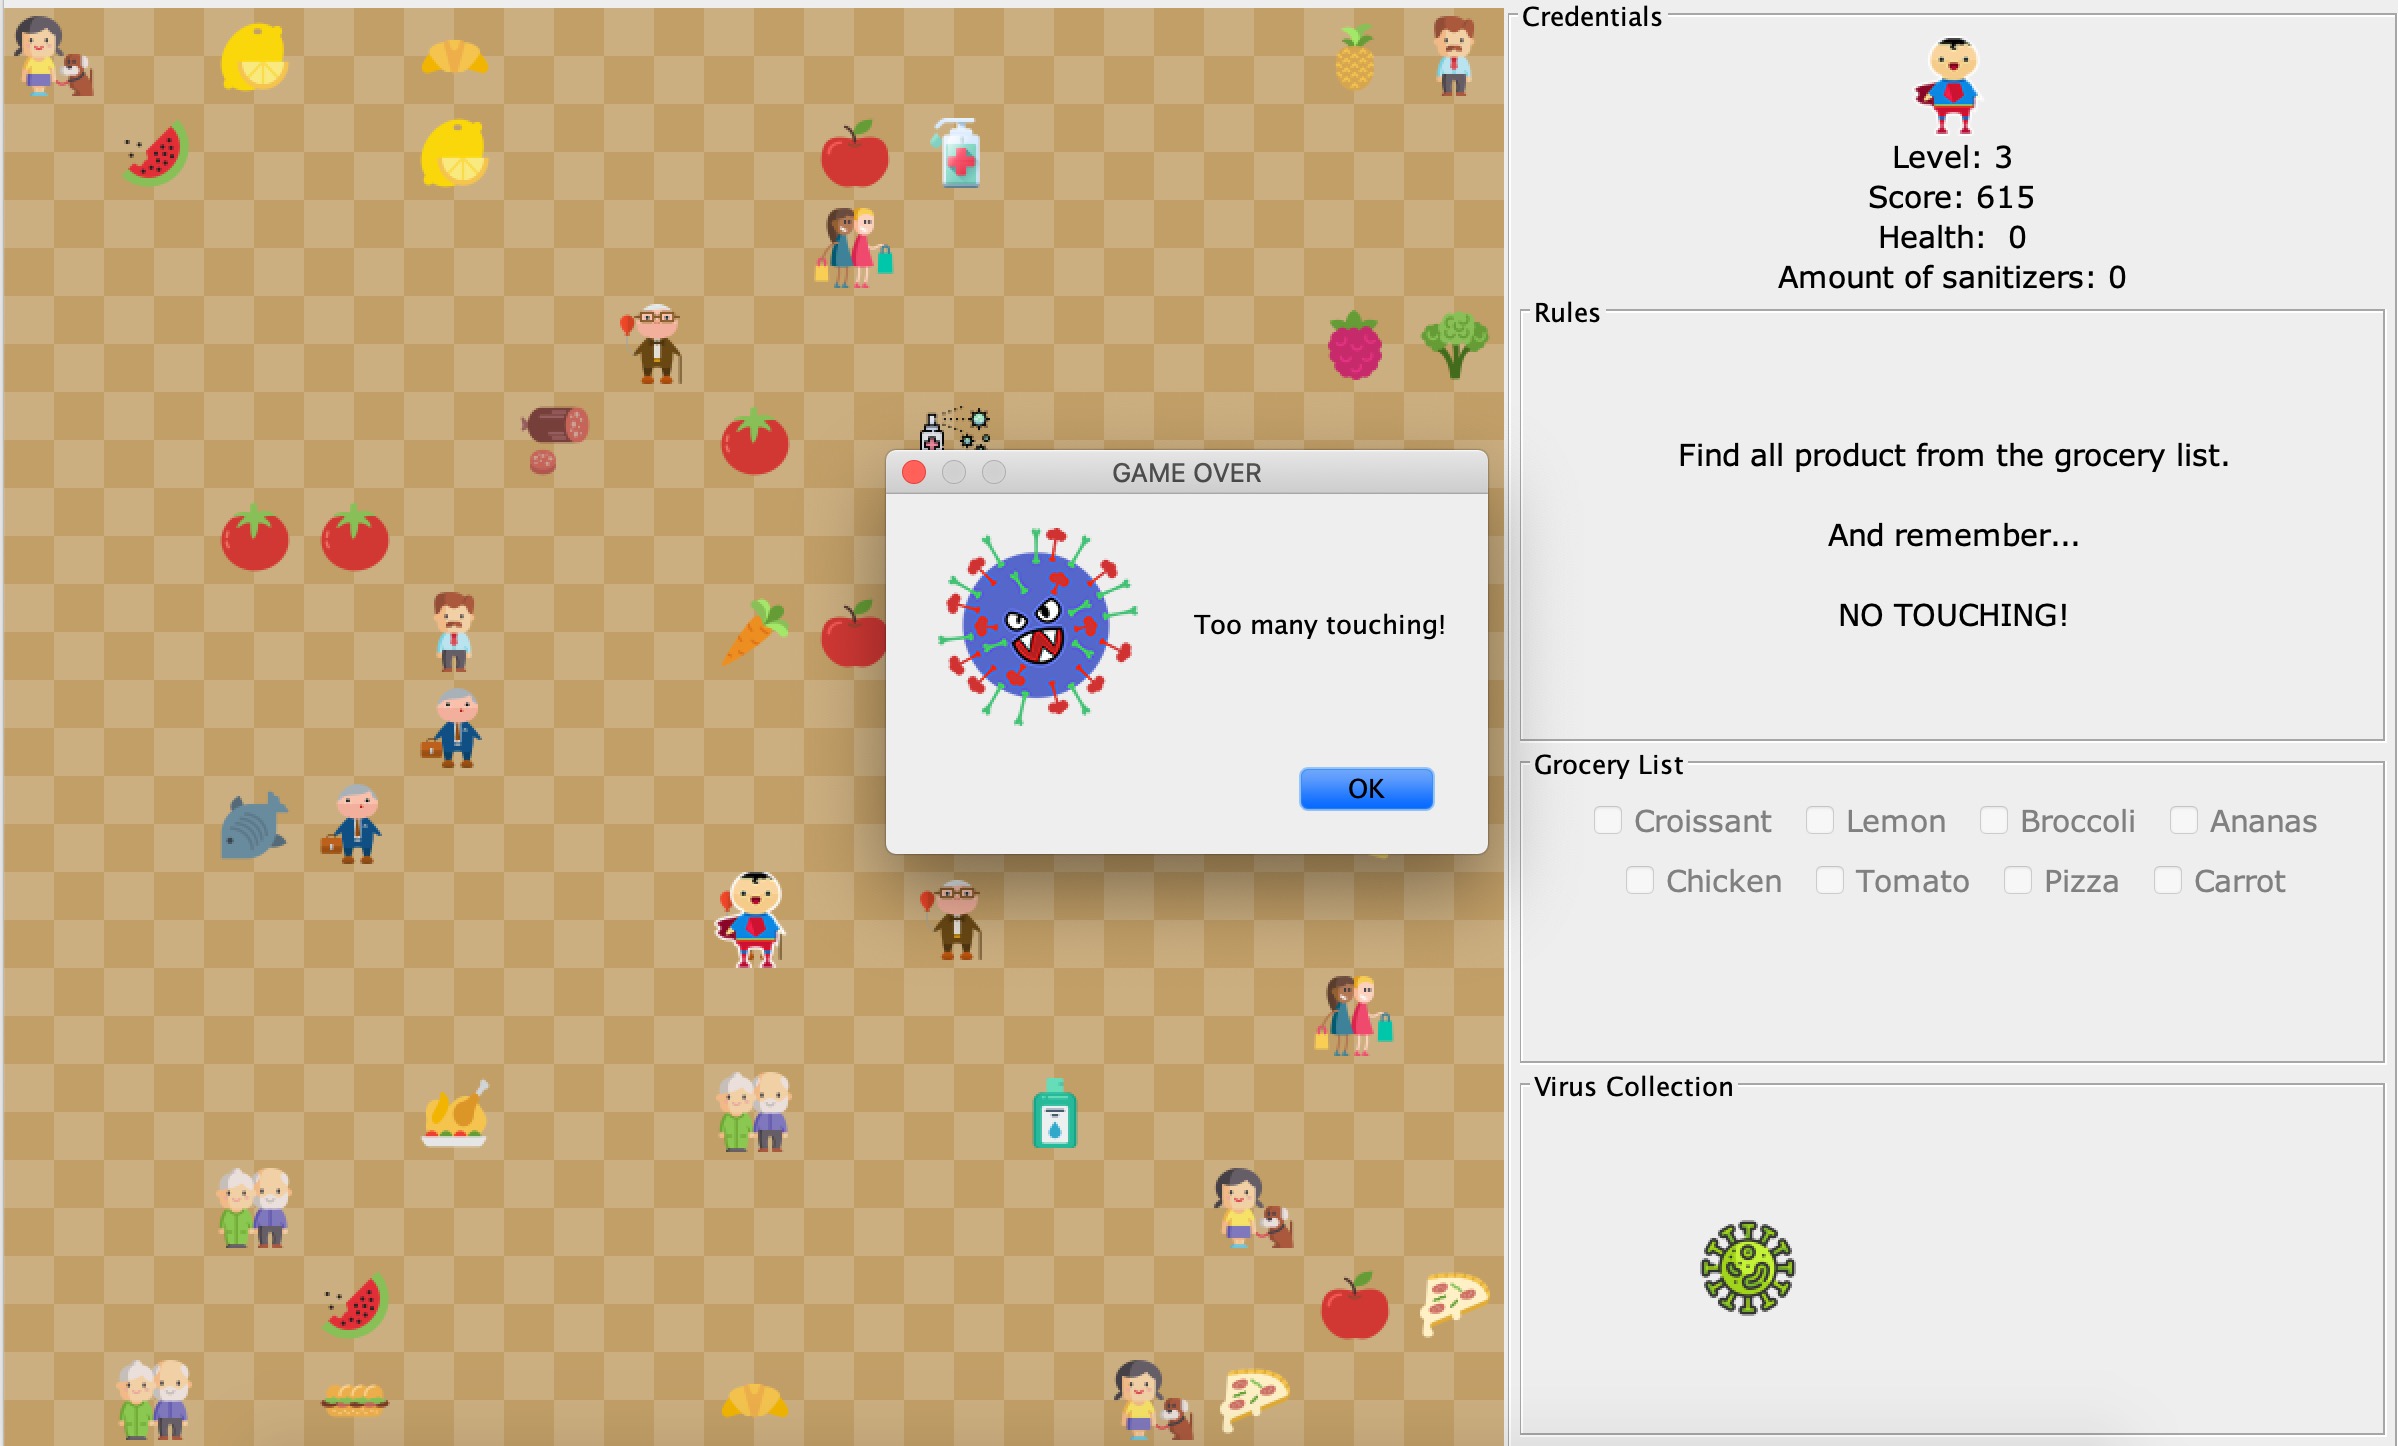 Credentials
Level: 3
Score: 615
Health: 0
Amount of sanitizers: 0
Rules
Find all product from the grocery list.
And remember...
NO TOUCHING!
GAME OVER
Too many touching!
OK
Grocery List
Croissant Lemon Broccoli Ananas
Chicken Tomato Pizza Carrot
Virus Collection